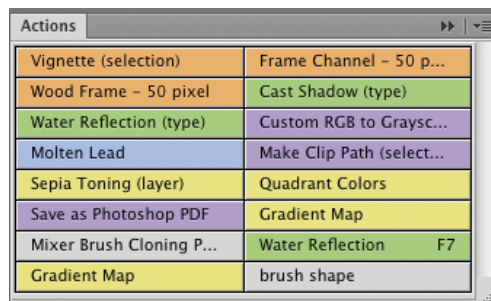 Actions
Vignette (selection) Frame Channel – 50 p...
Wood Frame – 50 pixel Cast Shadow (type)
Water Reflection (type) Custom RGB to Graysc...
Molten Lead Make Clip Path (select...
Sepia Toning (layer) Quadrant Colors
Save as Photoshop PDF Gradient Map
Mixer Brush Cloning P... Water Reflection F7
Gradient Map brush shape